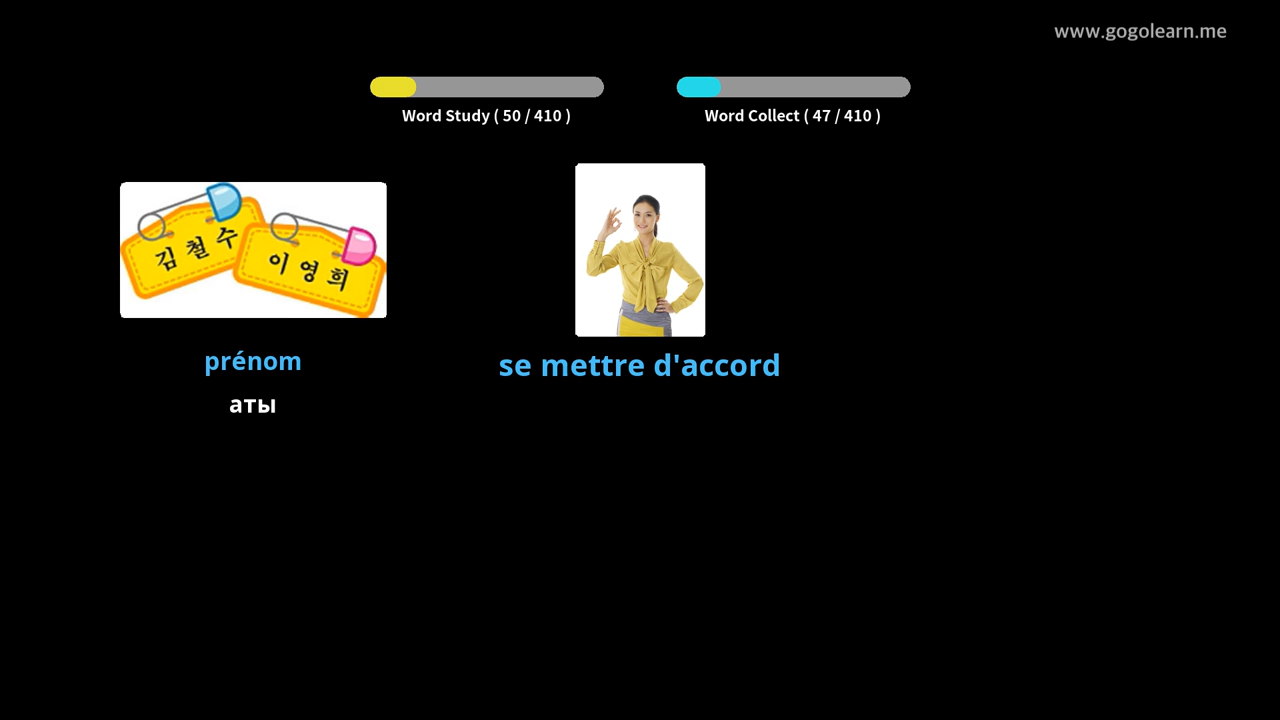 www.gogolearn.me
Word Study ( 50 / 410 )
Word Collect ( 47 / 410 )
김철수
이영희
prénom
аты
se mettre d'accord